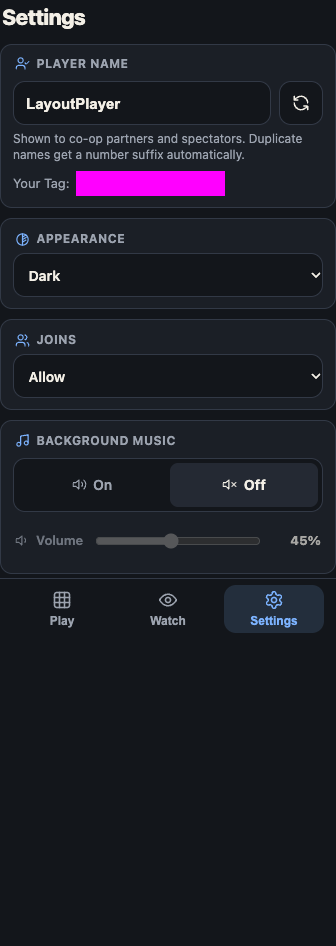 Settings
PLAYER NAME
LayoutPlayer
Shown to co-op partners and spectators. Duplicate
names get a number suffix automatically.
Your Tag:
APPEARANCE
Dark
JOINS
Allow
BACKGROUND MUSIC
On
Off
Volume
45%
Play
Watch
Settings